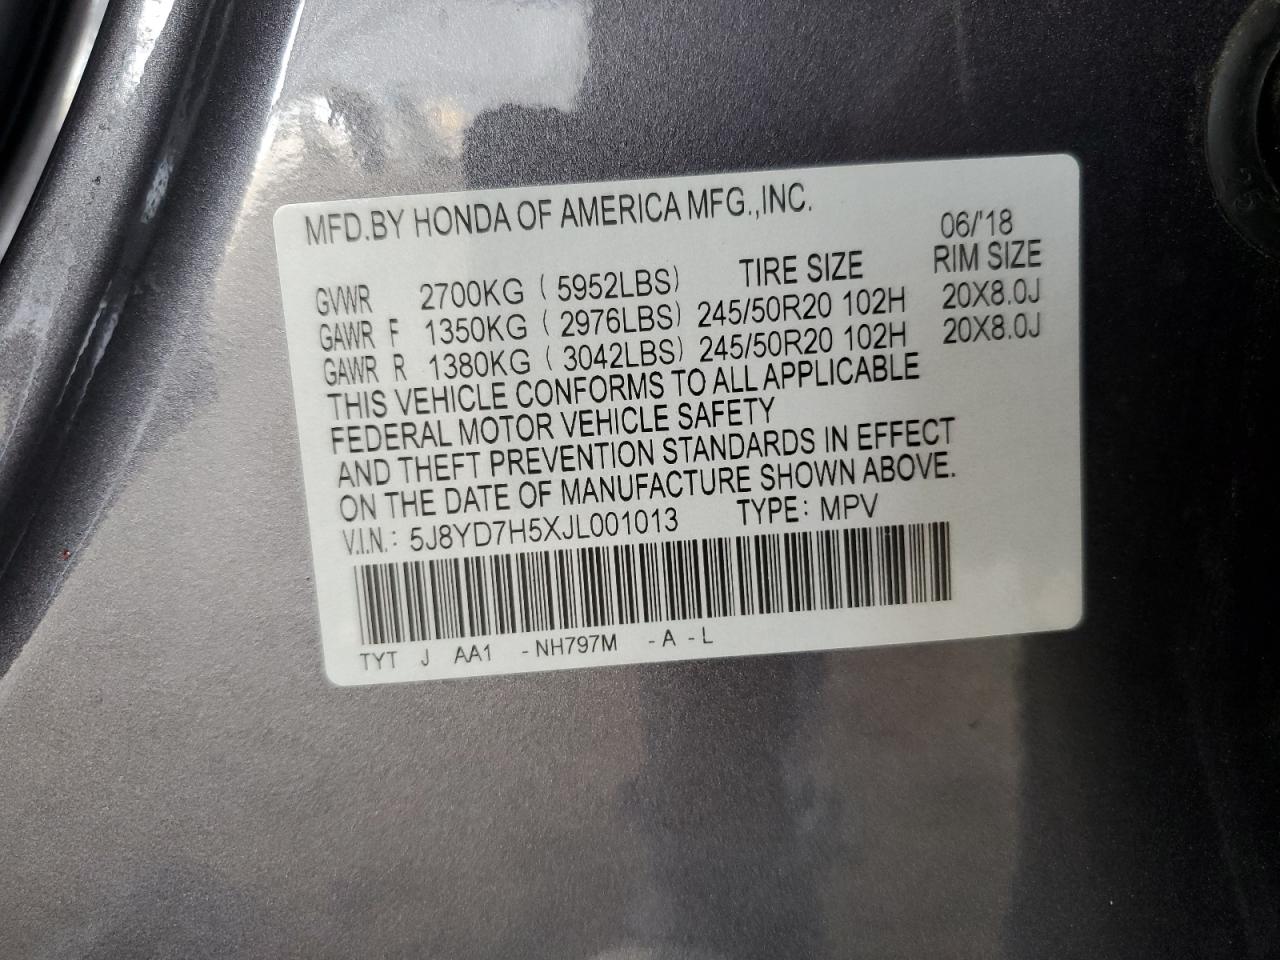 MFD.BY HONDA OF AMERICA MFG.,INC. 06/'18
TIRE SIZE RIM SIZE
GVWR 2700KG ( 5952LBS)
GAWR F 1350KG ( 2976LBS) 245/50R20 102H 20X8.0J
GAWR R 1380KG ( 3042LBS) 245/50R20 102H 20X8.0J
THIS VEHICLE CONFORMS TO ALL APPLICABLE
FEDERAL MOTOR VEHICLE SAFETY
AND THEFT PREVENTION STANDARDS IN EFFECT
ON THE DATE OF MANUFACTURE SHOWN ABOVE.
V.I.N.: 5J8YD7H5XJL001013 TYPE: MPV
TYT J AA1 - NH797M - A - L